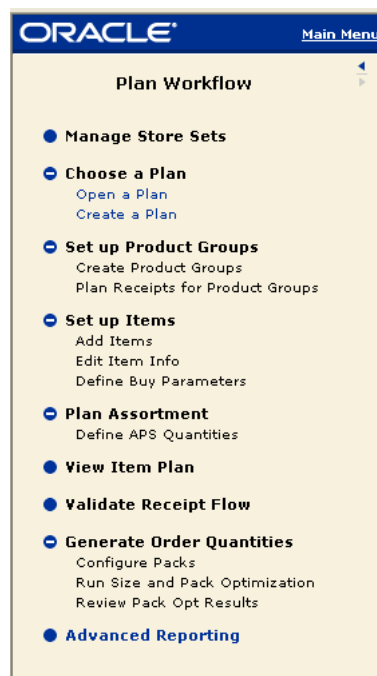 ORACLE®
Main Menu
Plan Workflow
Manage Store Sets
Choose a Plan
Open a Plan
Create a Plan
Set up Product Groups
Create Product Groups
Plan Receipts for Product Groups
Set up Items
Add Items
Edit Item Info
Define Buy Parameters
Plan Assortment
Define APS Quantities
View Item Plan
Validate Receipt Flow
Generate Order Quantities
Configure Packs
Run Size and Pack Optimization
Review Pack Opt Results
Advanced Reporting